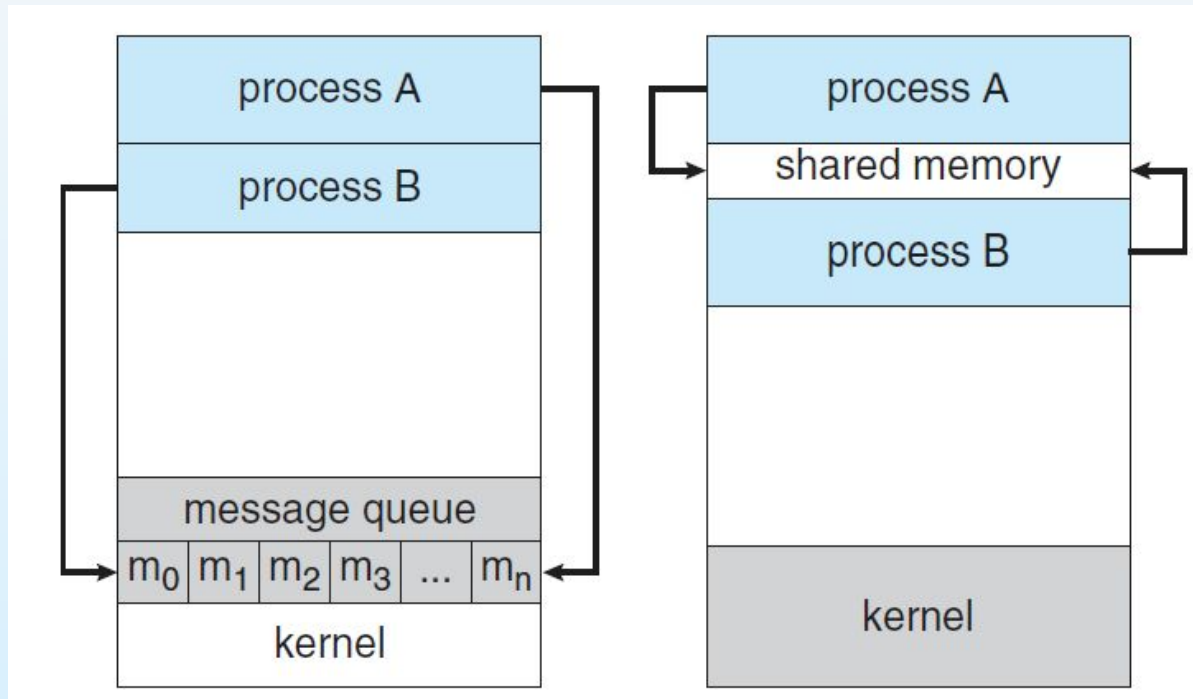 process A
process B
message queue
m0 m1 m2 m3 ... mn
kernel
process A
shared memory
process B
kernel